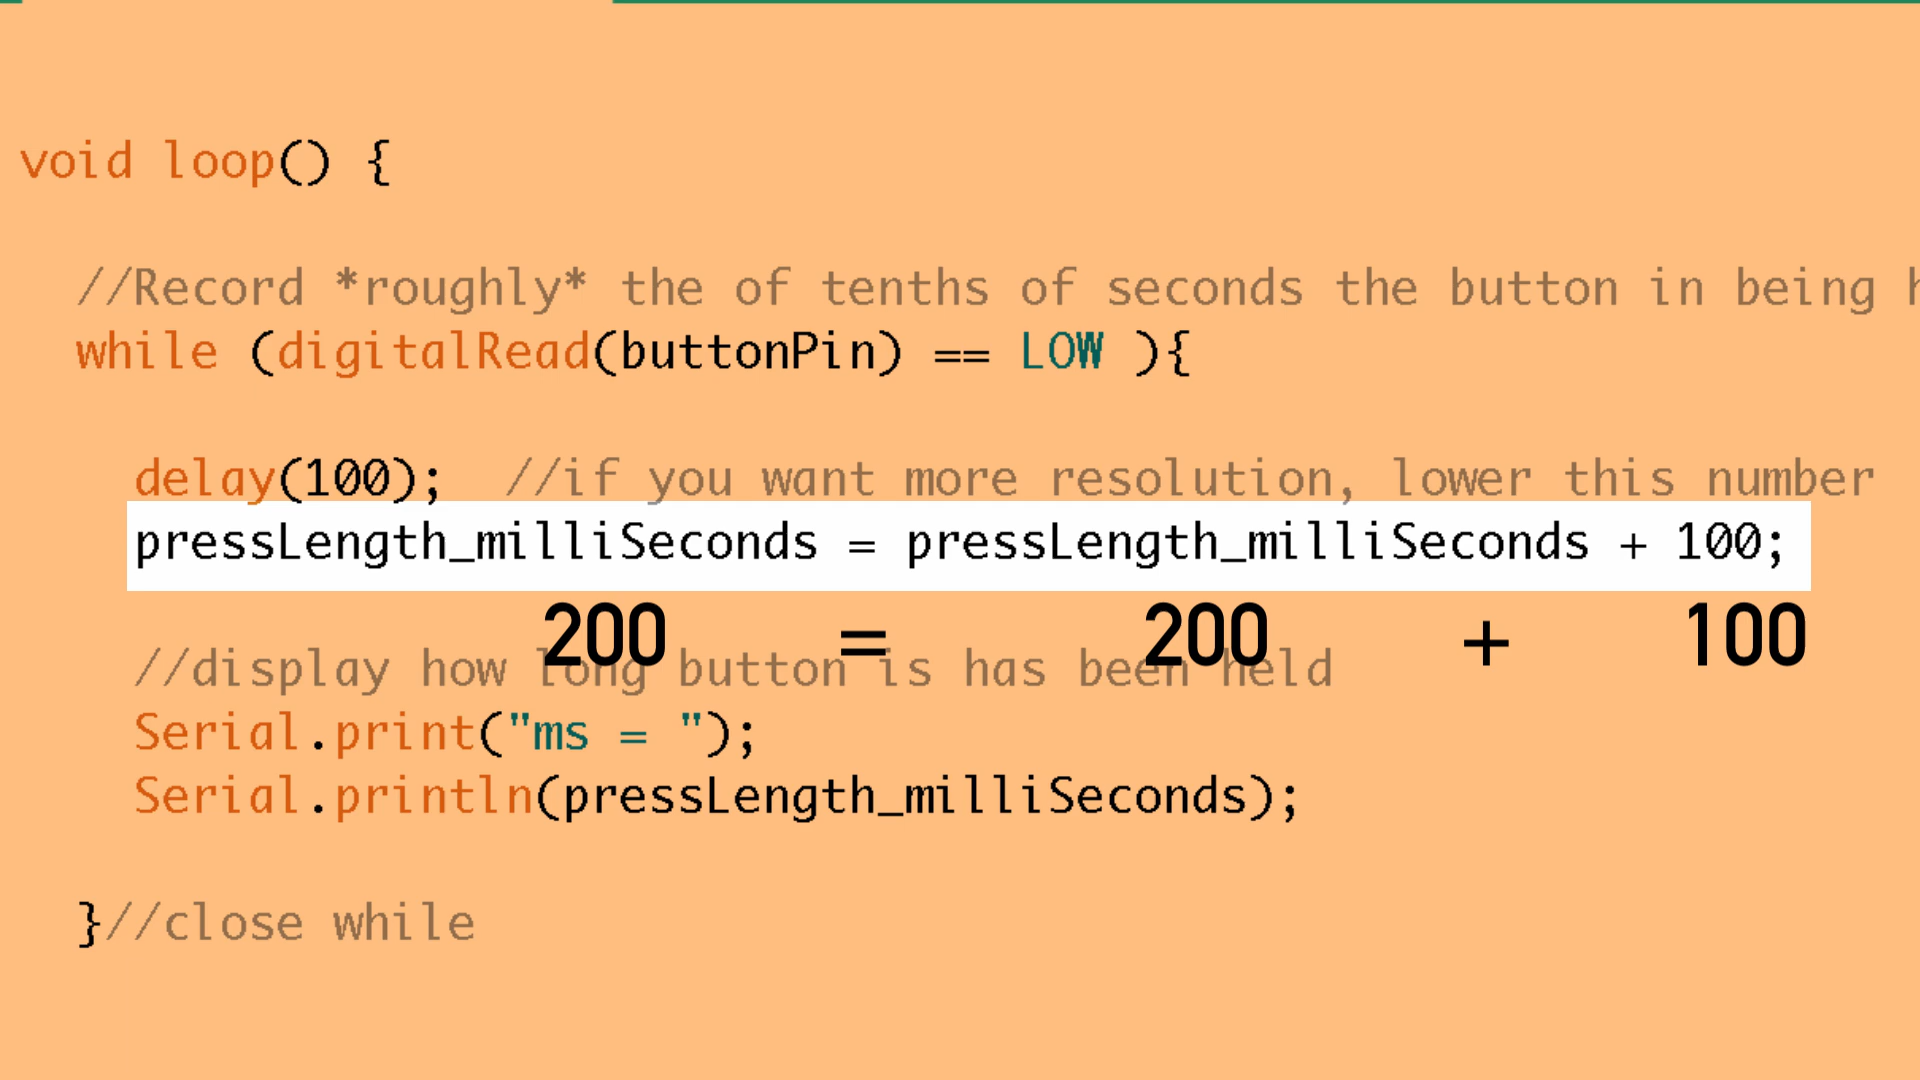 void loop() {
//Record *roughly* the of tenths of seconds the button in being
while (digitalRead(buttonPin) == LOW ){
delay(100);  //if you want more resolution, lower this number
pressLength_milliSeconds = pressLength_milliSeconds + 100;
200 = 200 + 100
//display how long button is has been held
Serial.print("ms = ");
Serial.println(pressLength_milliSeconds);
}//close while